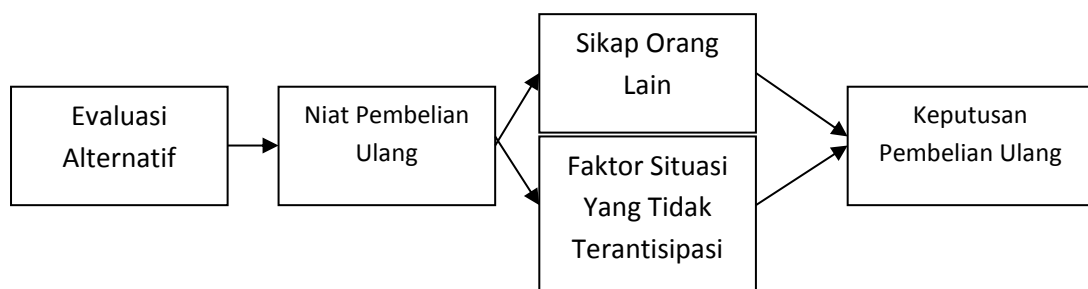 Evaluasi
Alternatif
Niat Pembelian
Ulang
Sikap Orang
Lain
Faktor Situasi
Yang Tidak
Terantisipasi
Keputusan
Pembelian Ulang